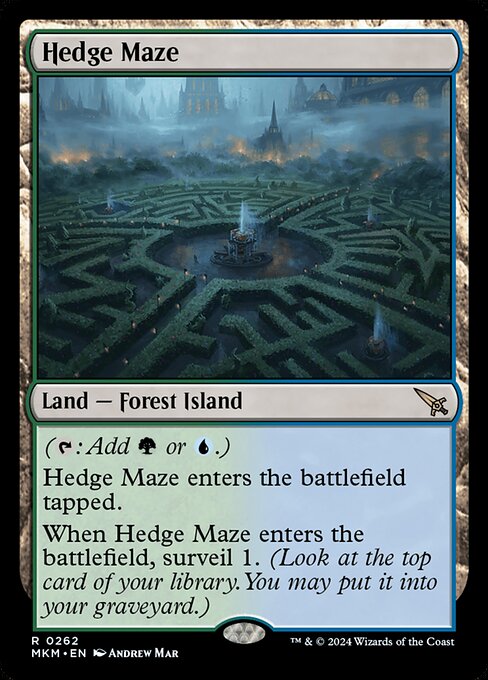 Hedge Maze
Land — Forest Island
(T: Add G or U.)
Hedge Maze enters the battlefield
tapped.
When Hedge Maze enters the
battlefield, surveil 1. (Look at the top
card of your library. You may put it into
your graveyard.)
R 0262
MKM • EN Andrew Mar
™ & © 2024 Wizards of the Coast